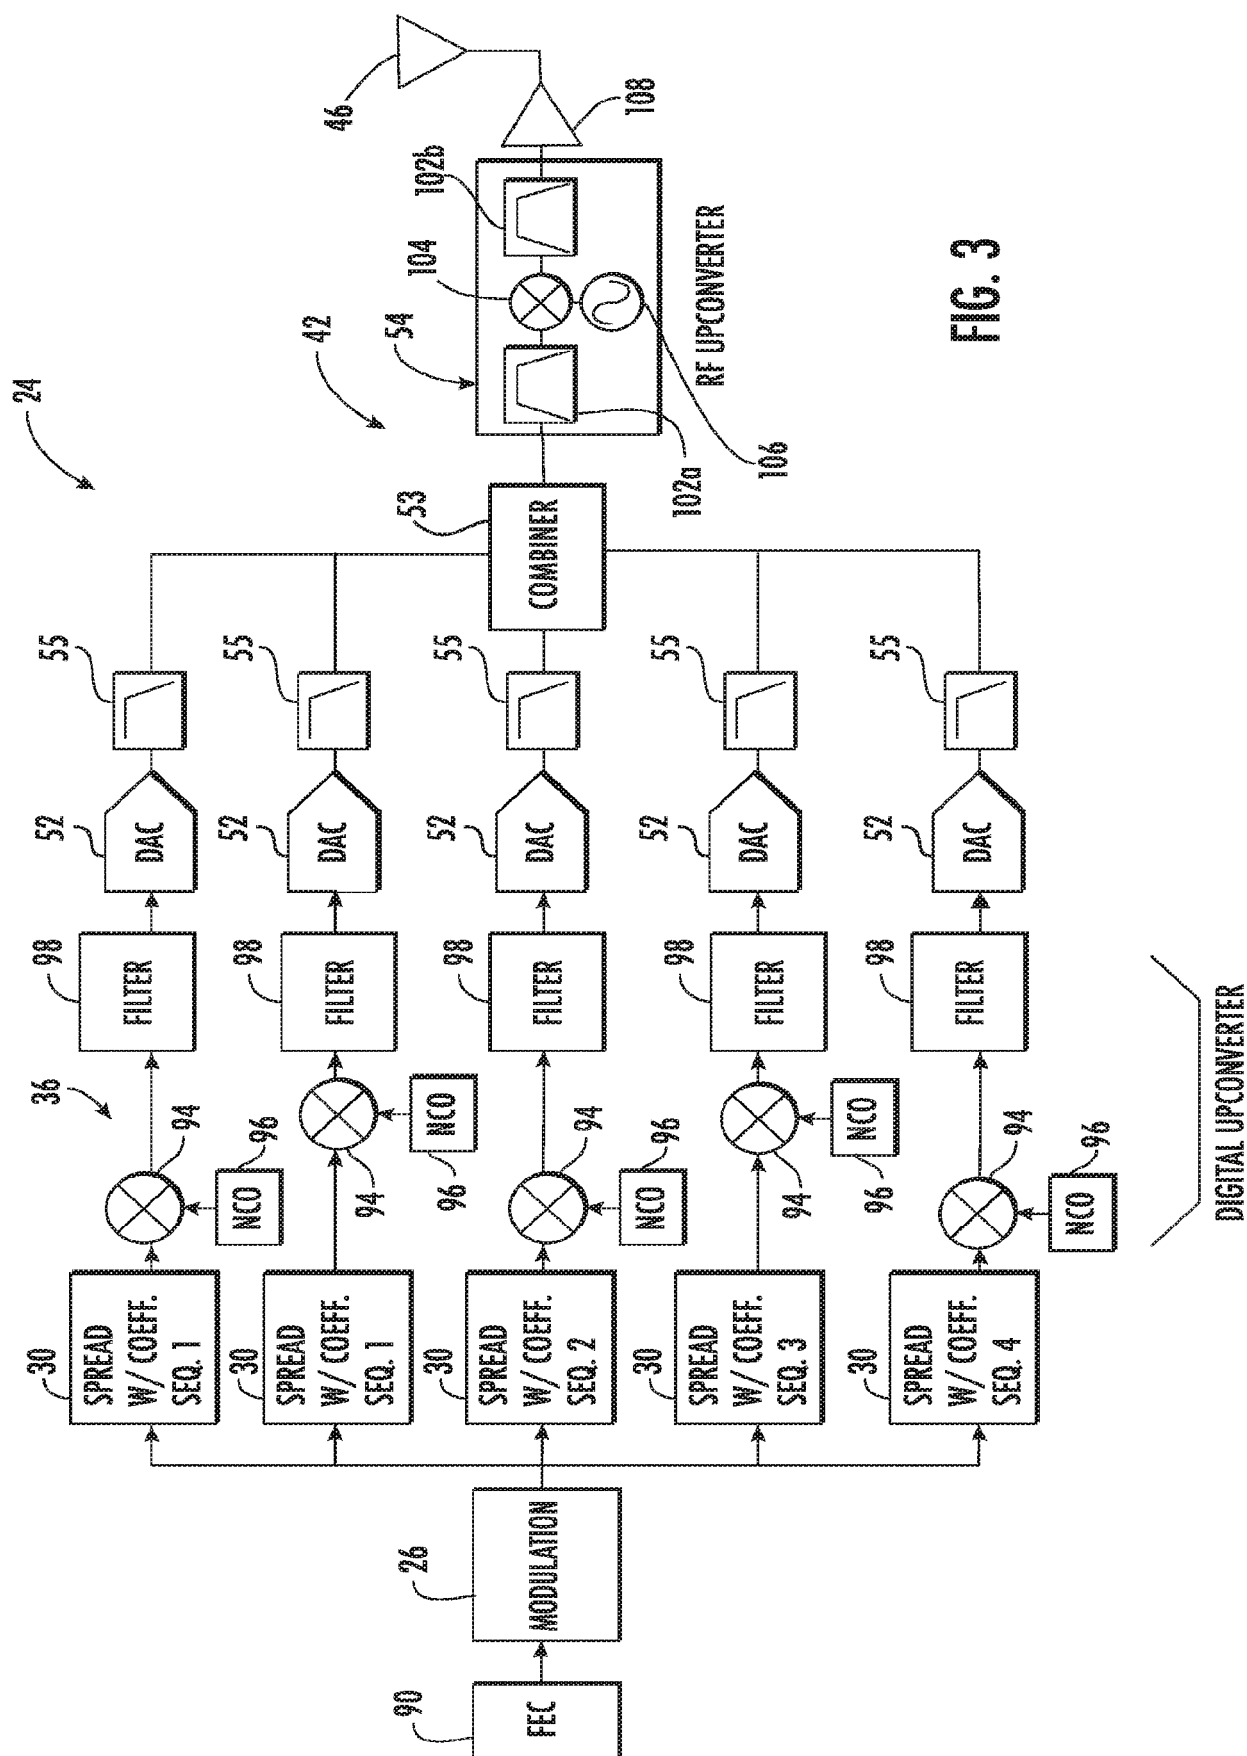 24
36
30
SPREAD
W/ COEFF.
SEQ. 1
94
NCO
96
98
FILTER
52
DAC
55
30
SPREAD
W/ COEFF.
SEQ. 1
94
NCO
96
98
FILTER
52
DAC
55
90
FEC
26
MODULATION
30
SPREAD
W/ COEFF.
SEQ. 2
94
NCO
96
98
FILTER
52
DAC
55
53
COMBINER
42
54
104
102b
46
102a
106
108
RF UPCONVERTER
30
SPREAD
W/ COEFF.
SEQ. 3
94
NCO
96
98
FILTER
52
DAC
55
30
SPREAD
W/ COEFF.
SEQ. 4
94
NCO
96
98
FILTER
52
DAC
55
DIGITAL UPCONVERTER
FIG. 3